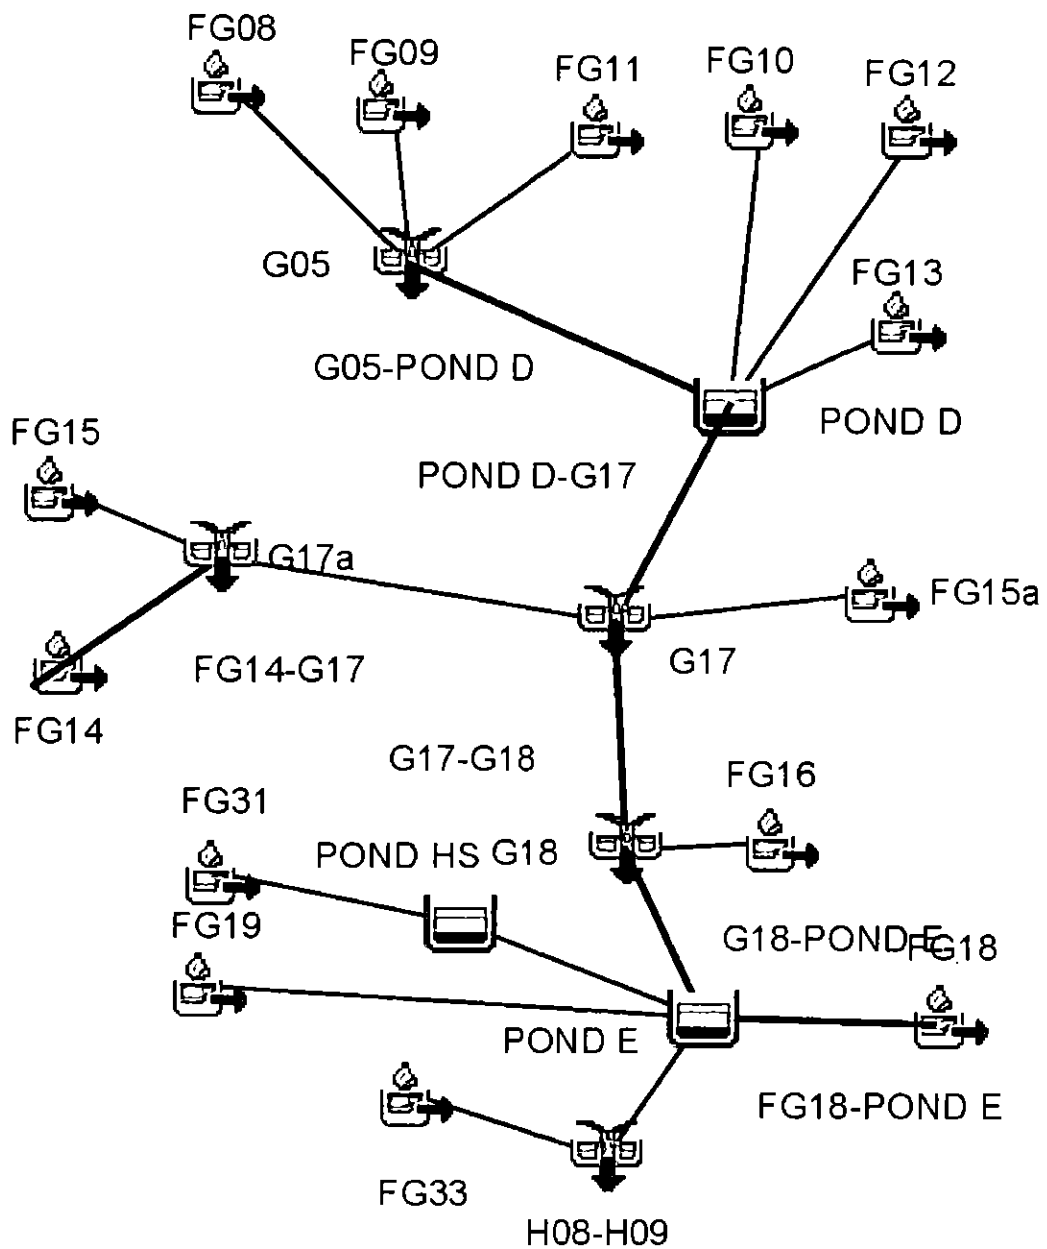 FG08
FG09
FG11
FG10
FG12
G05
FG13
G05-POND D
POND D
FG15
POND D-G17
G17a
FG15a
FG14-G17
G17
FG14
G17-G18
FG16
FG31
POND HS
G18
FG19
G18-POND E
FG18
POND E
FG18-POND E
FG33
H08-H09